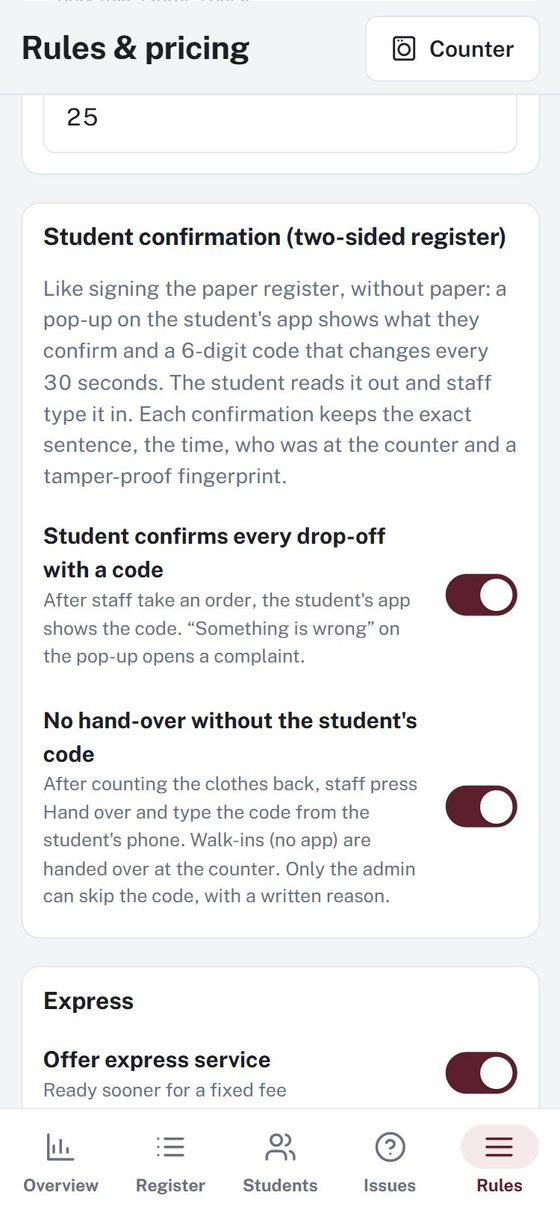 Rules & pricing
Counter
25
Student confirmation (two-sided register)
Like signing the paper register, without paper: a
pop-up on the student's app shows what they
confirm and a 6-digit code that changes every
30 seconds. The student reads it out and staff
type it in. Each confirmation keeps the exact
sentence, the time, who was at the counter and a
tamper-proof fingerprint.
Student confirms every drop-off
with a code
After staff take an order, the student's app
shows the code. “Something is wrong” on
the pop-up opens a complaint.
No hand-over without the student's
code
After counting the clothes back, staff press
Hand over and type the code from the
student's phone. Walk-ins (no app) are
handed over at the counter. Only the admin
can skip the code, with a written reason.
Express
Offer express service
Ready sooner for a fixed fee
Overview
Register
Students
Issues
Rules